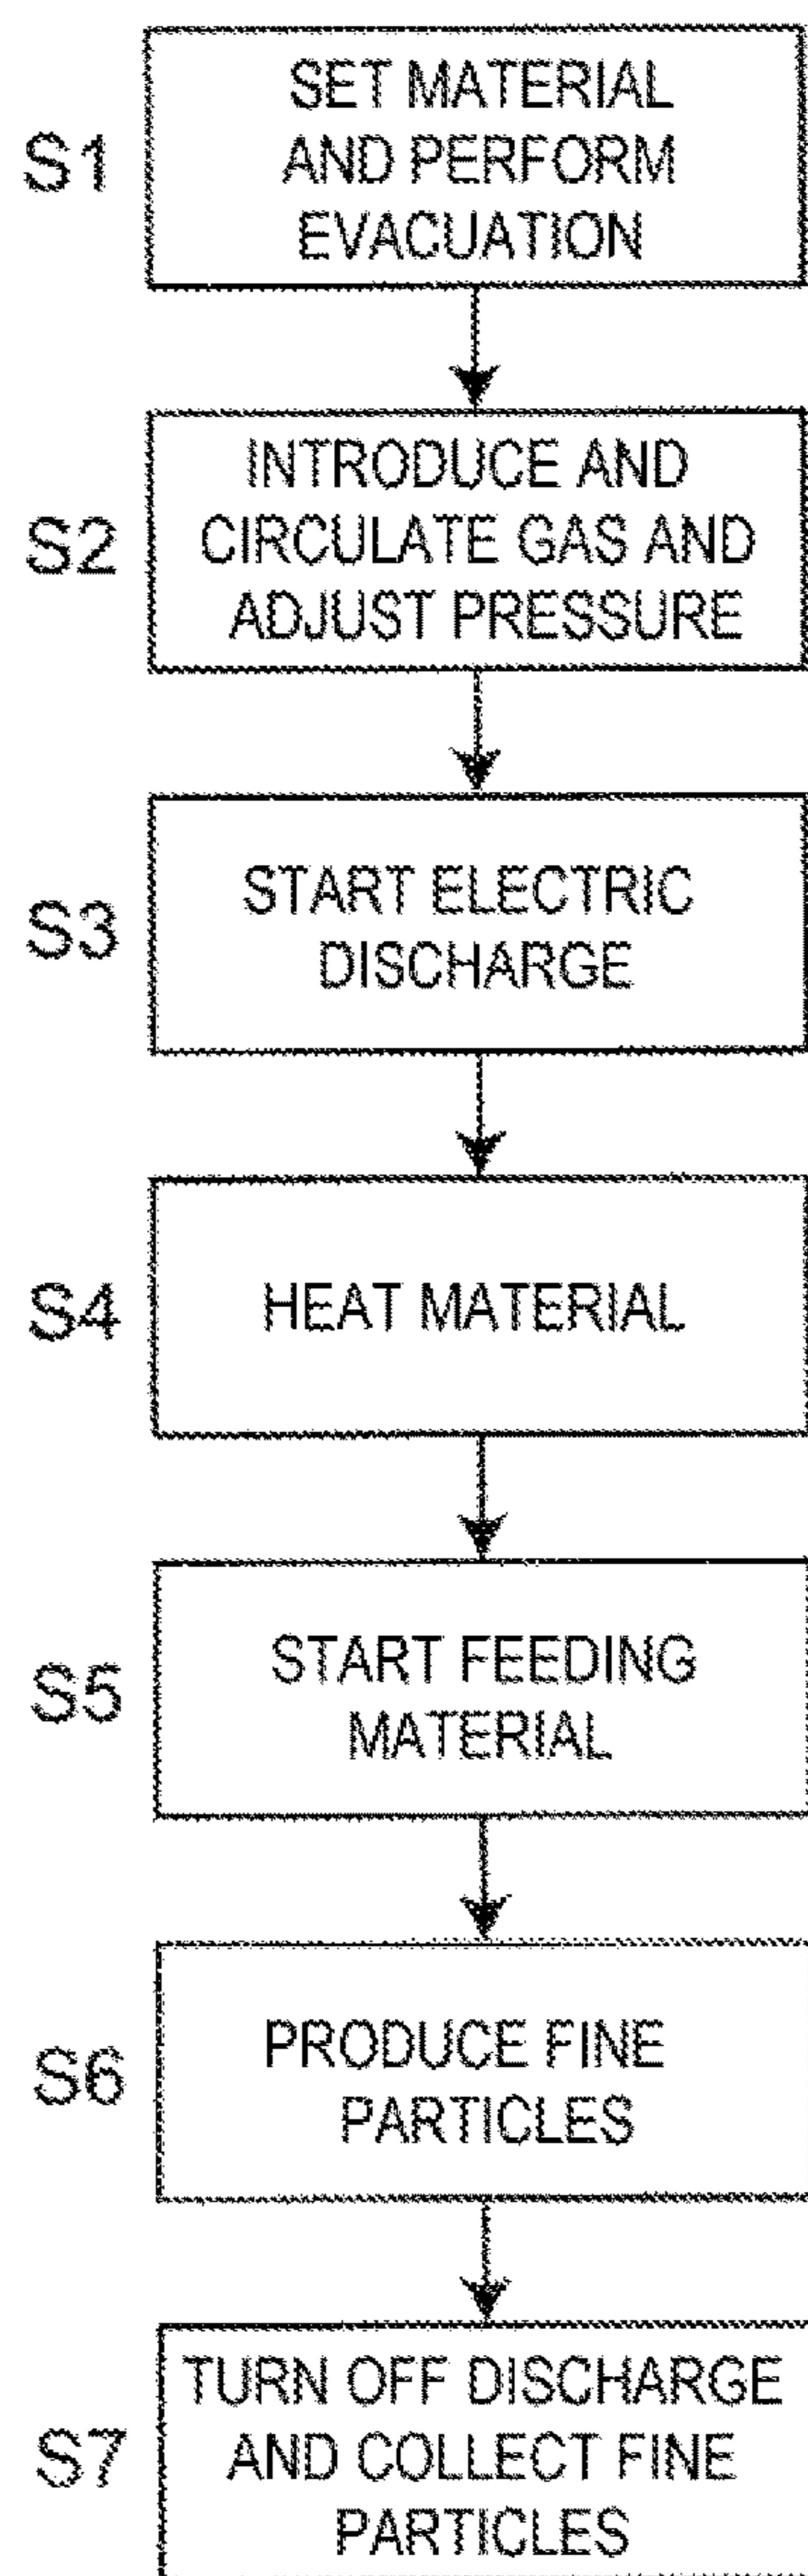 S1
SET MATERIAL
AND PERFORM
EVACUATION
S2
INTRODUCE AND
CIRCULATE GAS AND
ADJUST PRESSURE
S3
START ELECTRIC
DISCHARGE
S4
HEAT MATERIAL
S5
START FEEDING
MATERIAL
S6
PRODUCE FINE
PARTICLES
S7
TURN OFF DISCHARGE
AND COLLECT FINE
PARTICLES